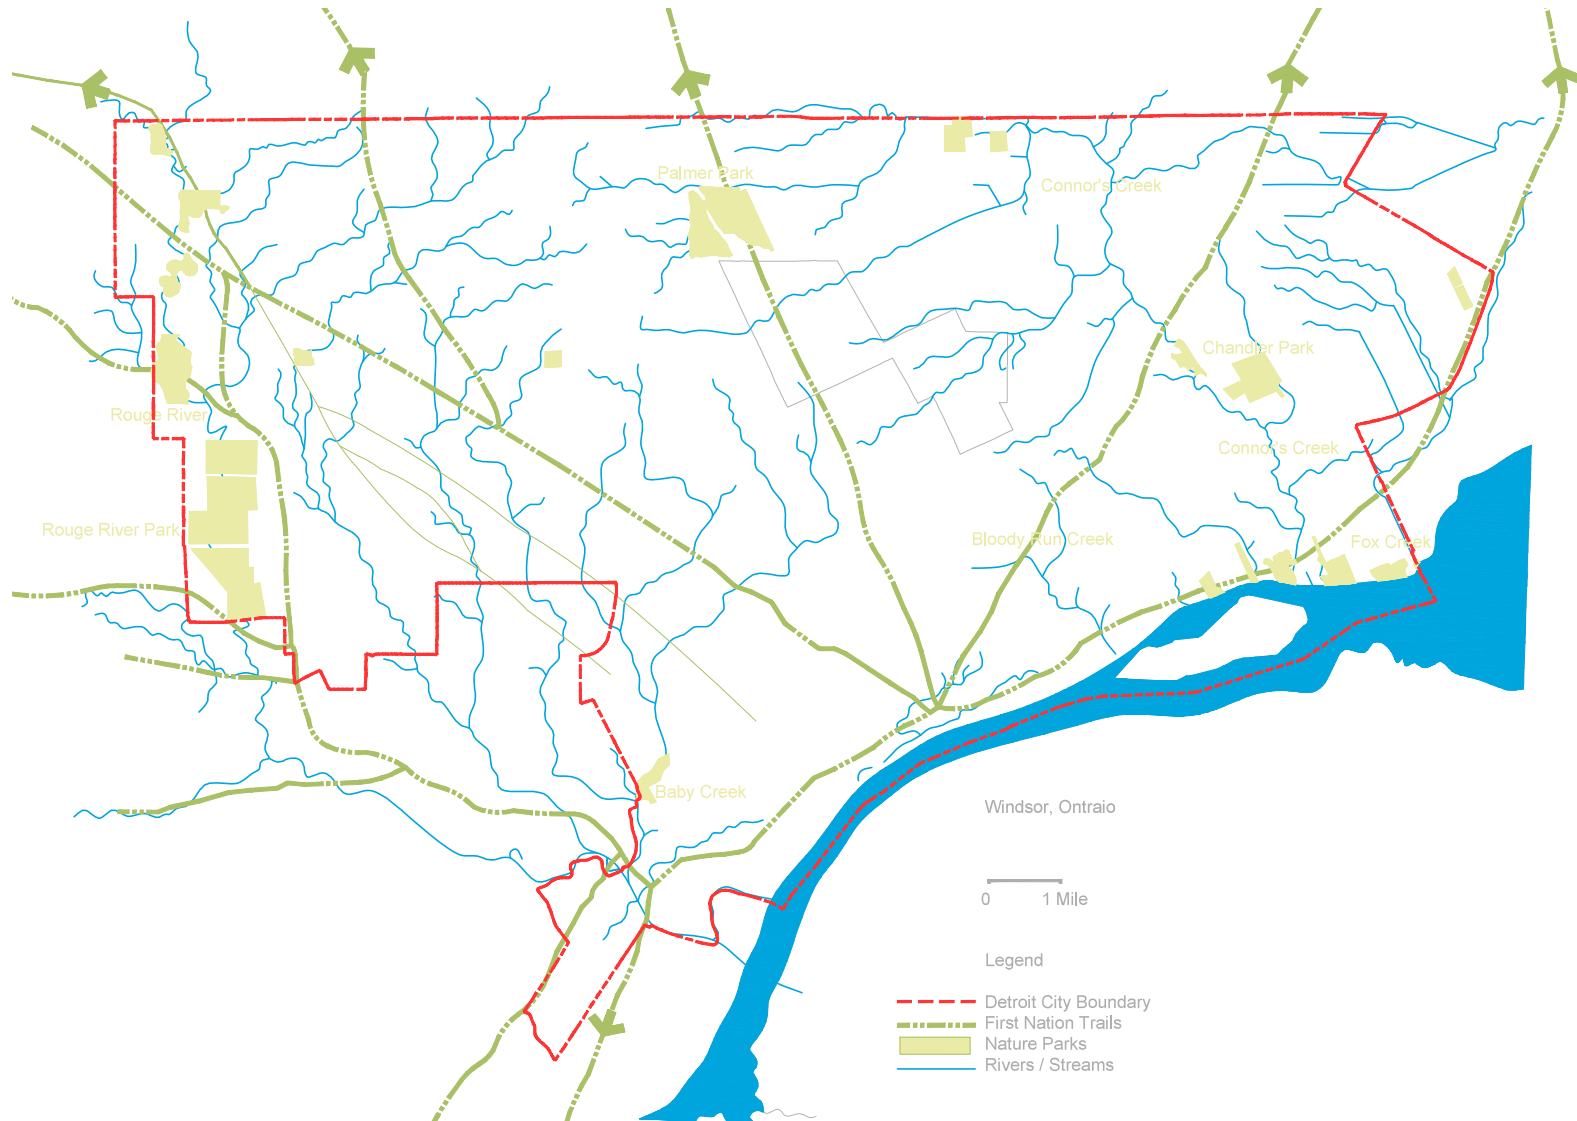 Palmer Park
Connor's Creek
Chandler Park
Rouge River
Connor's Creek
Rouge River Park
Bloody Run Creek
Fox Creek
Baby Creek
Windsor, Ontraio
0 1 Mile
Legend
Detroit City Boundary
First Nation Trails
Nature Parks
Rivers / Streams